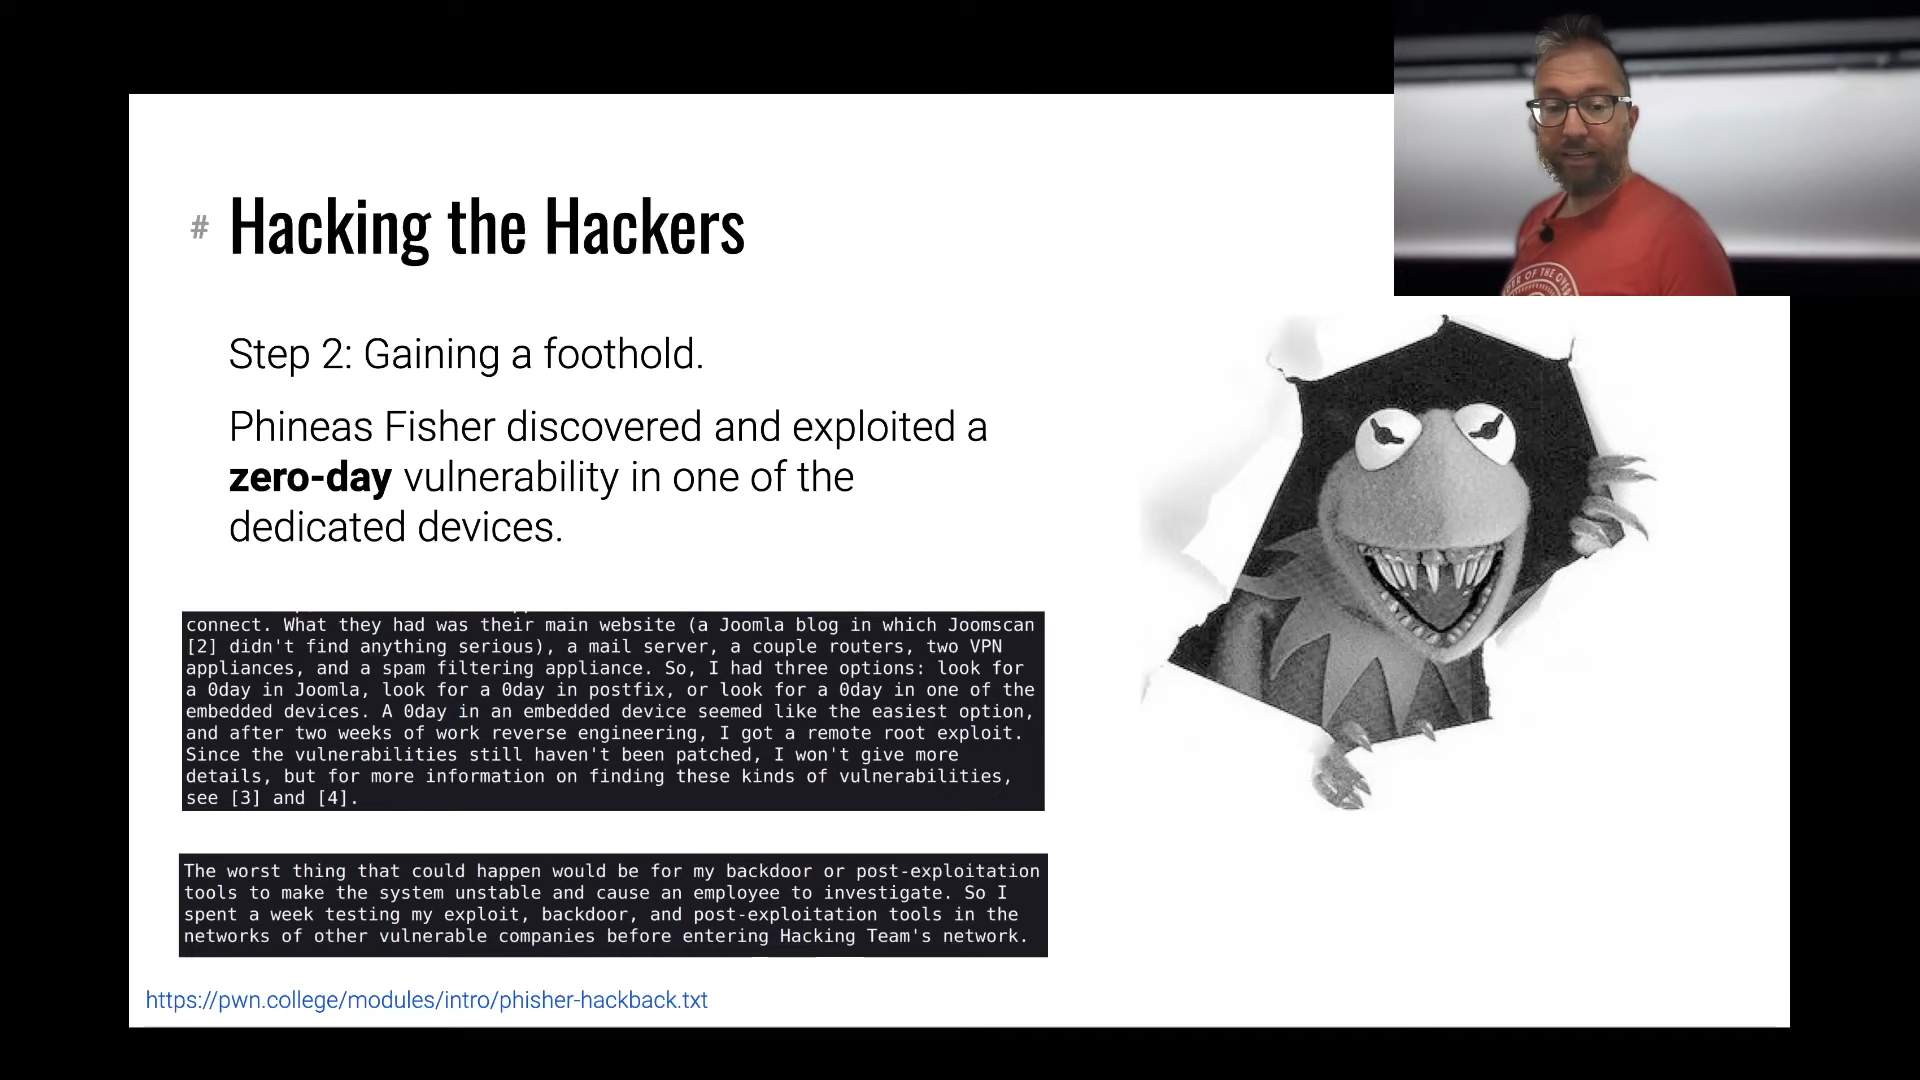 # Hacking the Hackers
Step 2: Gaining a foothold.
Phineas Fisher discovered and exploited a
zero-day vulnerability in one of the
dedicated devices.
connect. What they had was their main website (a Joomla blog in which Joomscan
[2] didn't find anything serious), a mail server, a couple routers, two VPN
appliances, and a spam filtering appliance. So, I had three options: look for
a 0day in Joomla, look for a 0day in postfix, or look for a 0day in one of the
embedded devices. A 0day in an embedded device seemed like the easiest option,
and after two weeks of work reverse engineering, I got a remote root exploit.
Since the vulnerabilities still haven't been patched, I won't give more
details, but for more information on finding these kinds of vulnerabilities,
see [3] and [4].
The worst thing that could happen would be for my backdoor or post-exploitation
tools to make the system unstable and cause an employee to investigate. So I
spent a week testing my exploit, backdoor, and post-exploitation tools in the
networks of other vulnerable companies before entering Hacking Team's network.
https://pwn.college/modules/intro/phisher-hackback.txt
OF THE